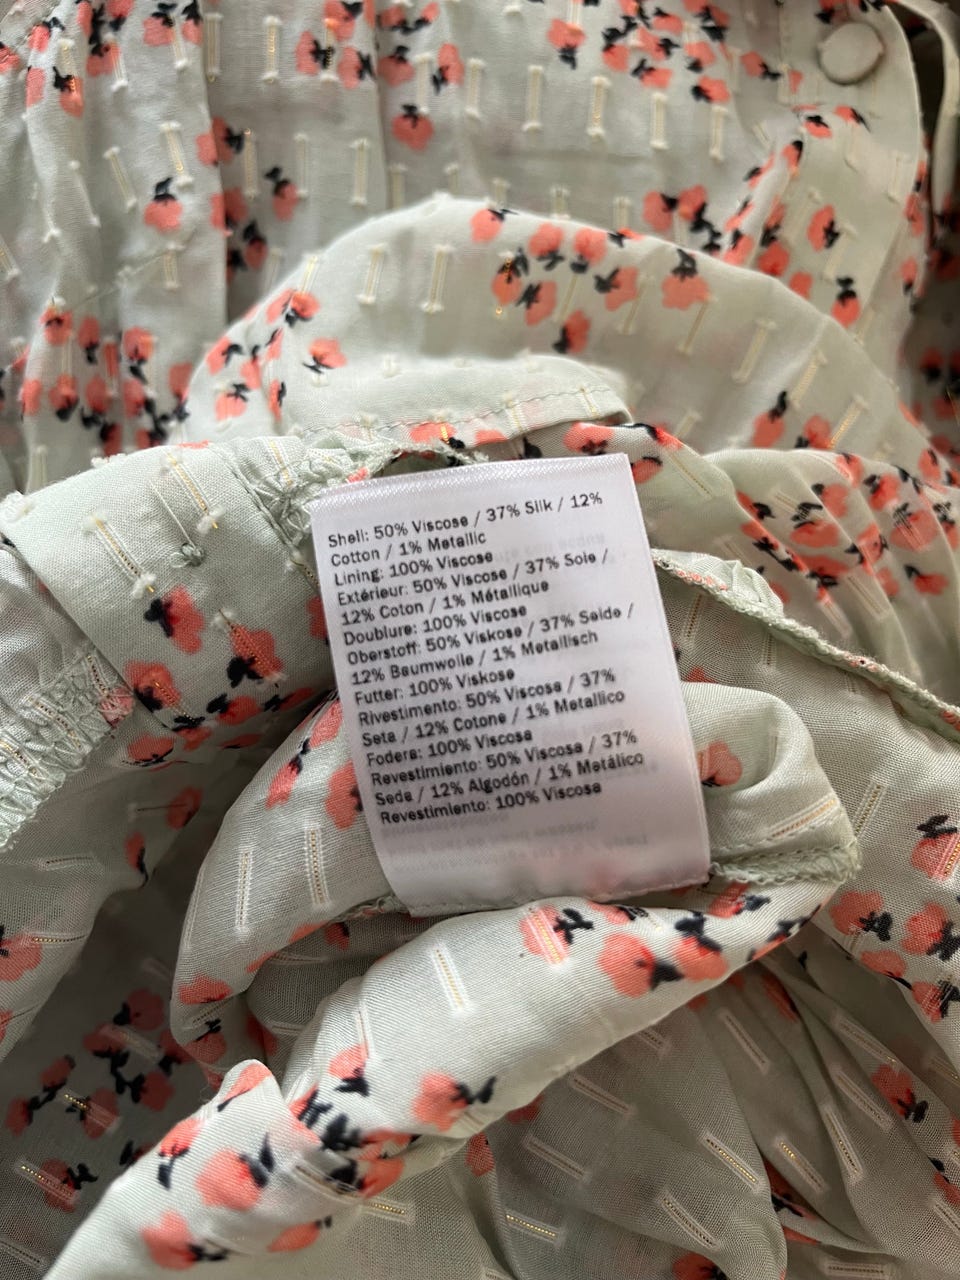 Shell: 50% Viscose / 37% Silk / 12%
Cotton / 1% Metallic
Lining: 100% Viscose
Extérieur: 50% Viscose / 37% Soie /
12% Coton / 1% Métallique
Doublure: 100% Viscose
Oberstoff: 50% Viskose / 37% Seide /
12% Baumwolle / 1% Metallisch
Futter: 100% Viskose
Rivestimento: 50% Viscosa / 37%
Seta / 12% Cotone / 1% Metallico
Fodera: 100% Viscosa
Revestimiento: 50% Viscosa / 37%
Seda / 12% Algodón / 1% Metálico
Revestimiento: 100% Viscosa